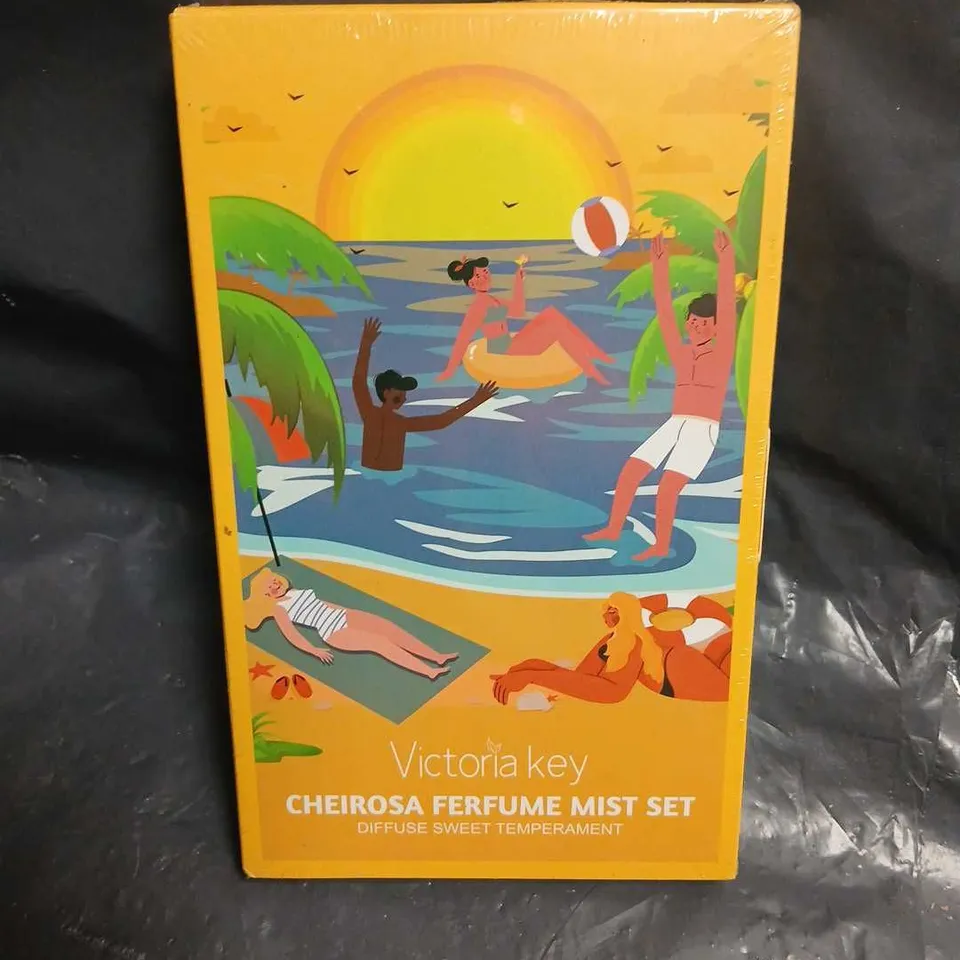 Victoria key
CHEIROSA FERFUME MIST SET
DIFFUSE SWEET TEMPERAMENT